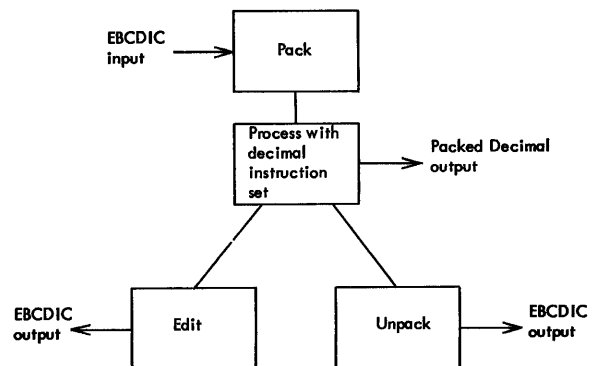 EBCDIC
input
Pack
Process with
decimal
instruction
set
Packed Decimal
output
EBCDIC
output
Edit
Unpack
EBCDIC
output